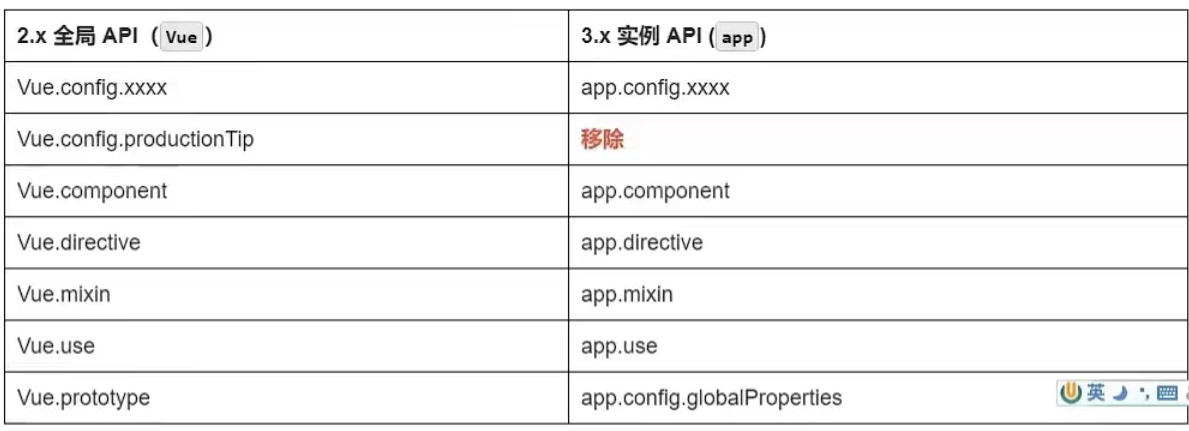 2.x 全局 API（Vue） 3.x 实例 API (app)
Vue.config.xxxx app.config.xxxx
Vue.config.productionTip 移除
Vue.component app.component
Vue.directive app.directive
Vue.mixin app.mixin
Vue.use app.use
Vue.prototype app.config.globalProperties
英